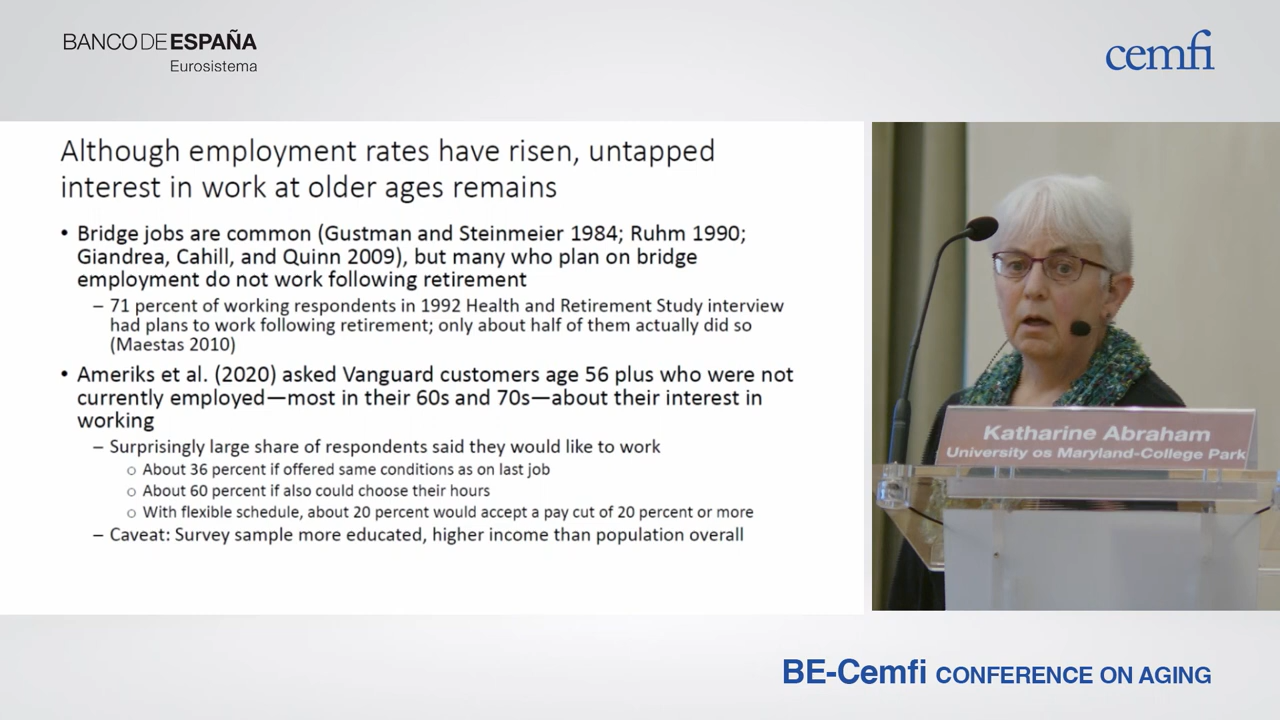 BANCO DE ESPAÑA
Eurosistema
cemfi
Although employment rates have risen, untapped
interest in work at older ages remains
• Bridge jobs are common (Gustman and Steinmeier 1984; Ruhm 1990;
Giandrea, Cahill, and Quinn 2009), but many who plan on bridge
employment do not work following retirement
– 71 percent of working respondents in 1992 Health and Retirement Study interview
had plans to work following retirement; only about half of them actually did so
(Maestas 2010)
• Ameriks et al. (2020) asked Vanguard customers age 56 plus who were not
currently employed—most in their 60s and 70s—about their interest in
working
– Surprisingly large share of respondents said they would like to work
○ About 36 percent if offered same conditions as on last job
○ About 60 percent if also could choose their hours
○ With flexible schedule, about 20 percent would accept a pay cut of 20 percent or more
– Caveat: Survey sample more educated, higher income than population overall
Katharine Abraham
University os Maryland-College Park
BE-Cemfi CONFERENCE ON AGING